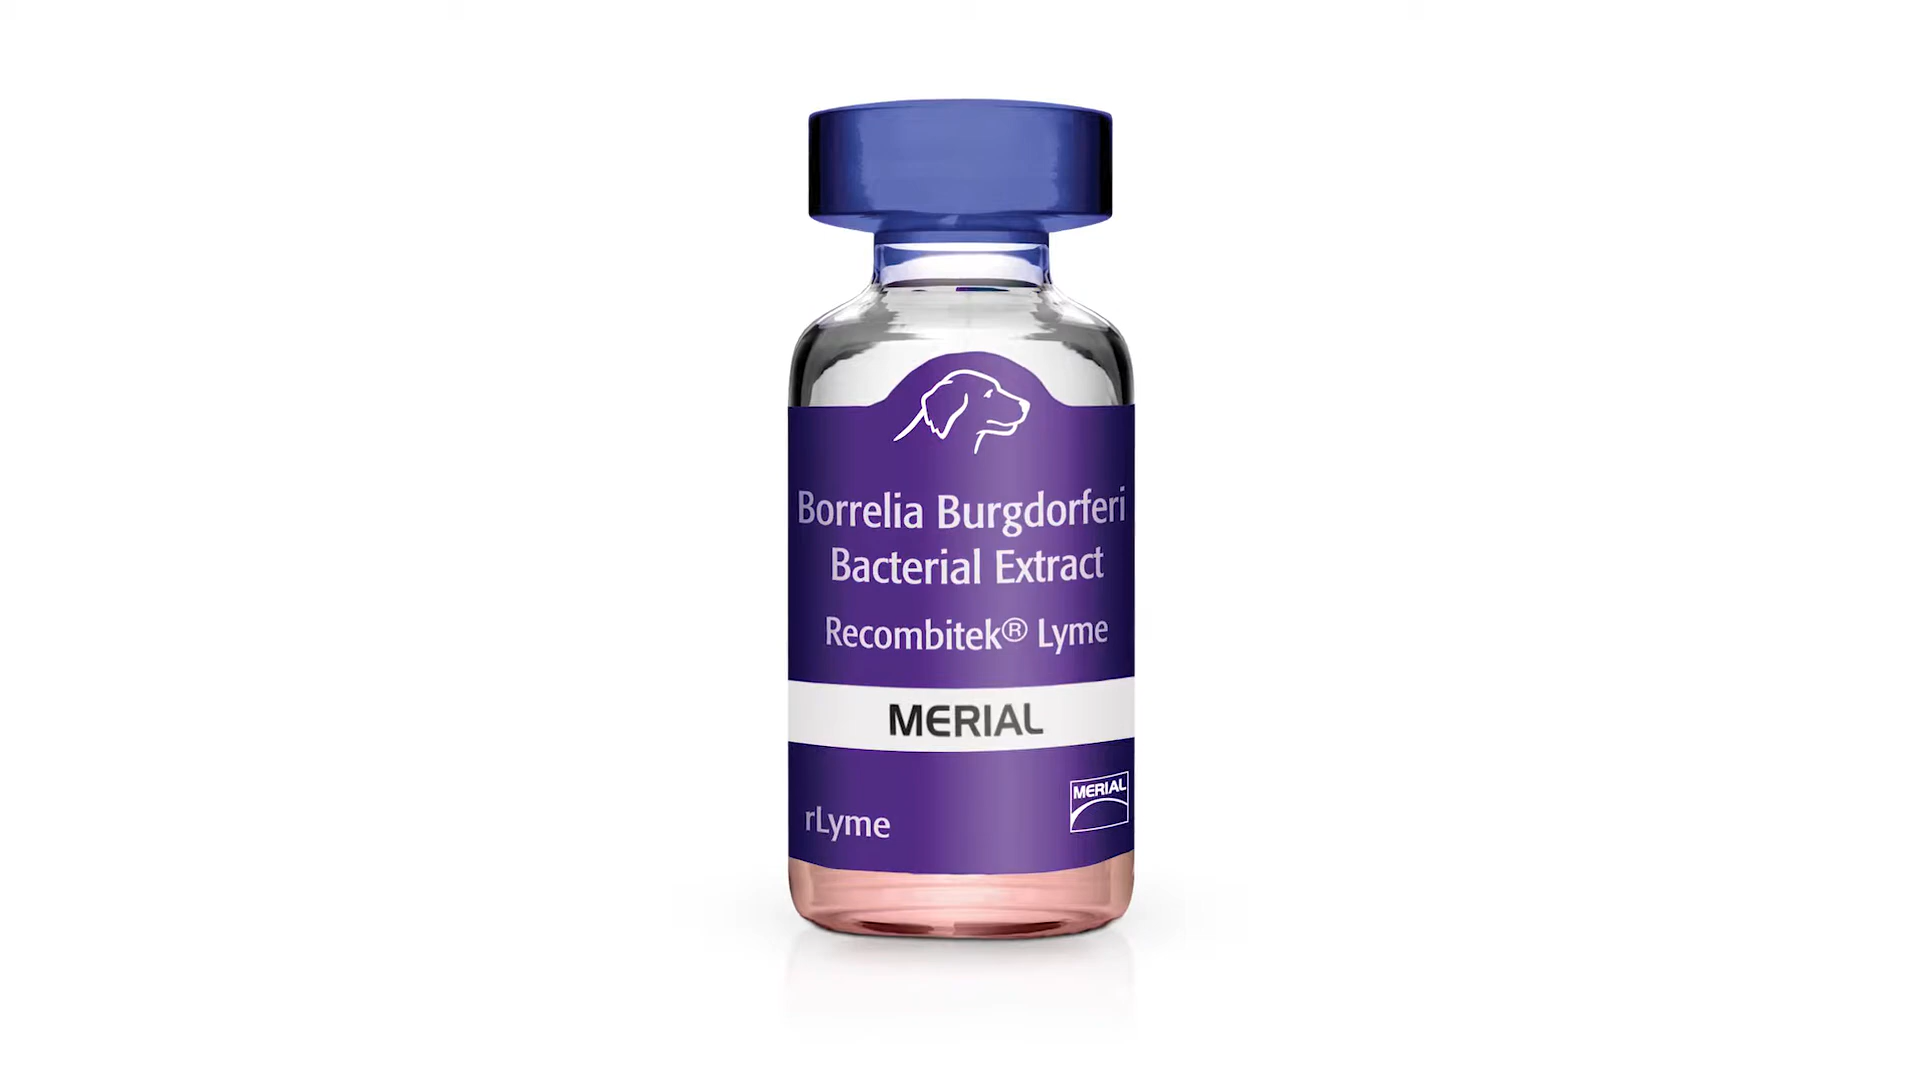 Borrelia Burgdorferi
Bacterial Extract
Recombitek® Lyme
MERIAL
MERIAL
rLyme